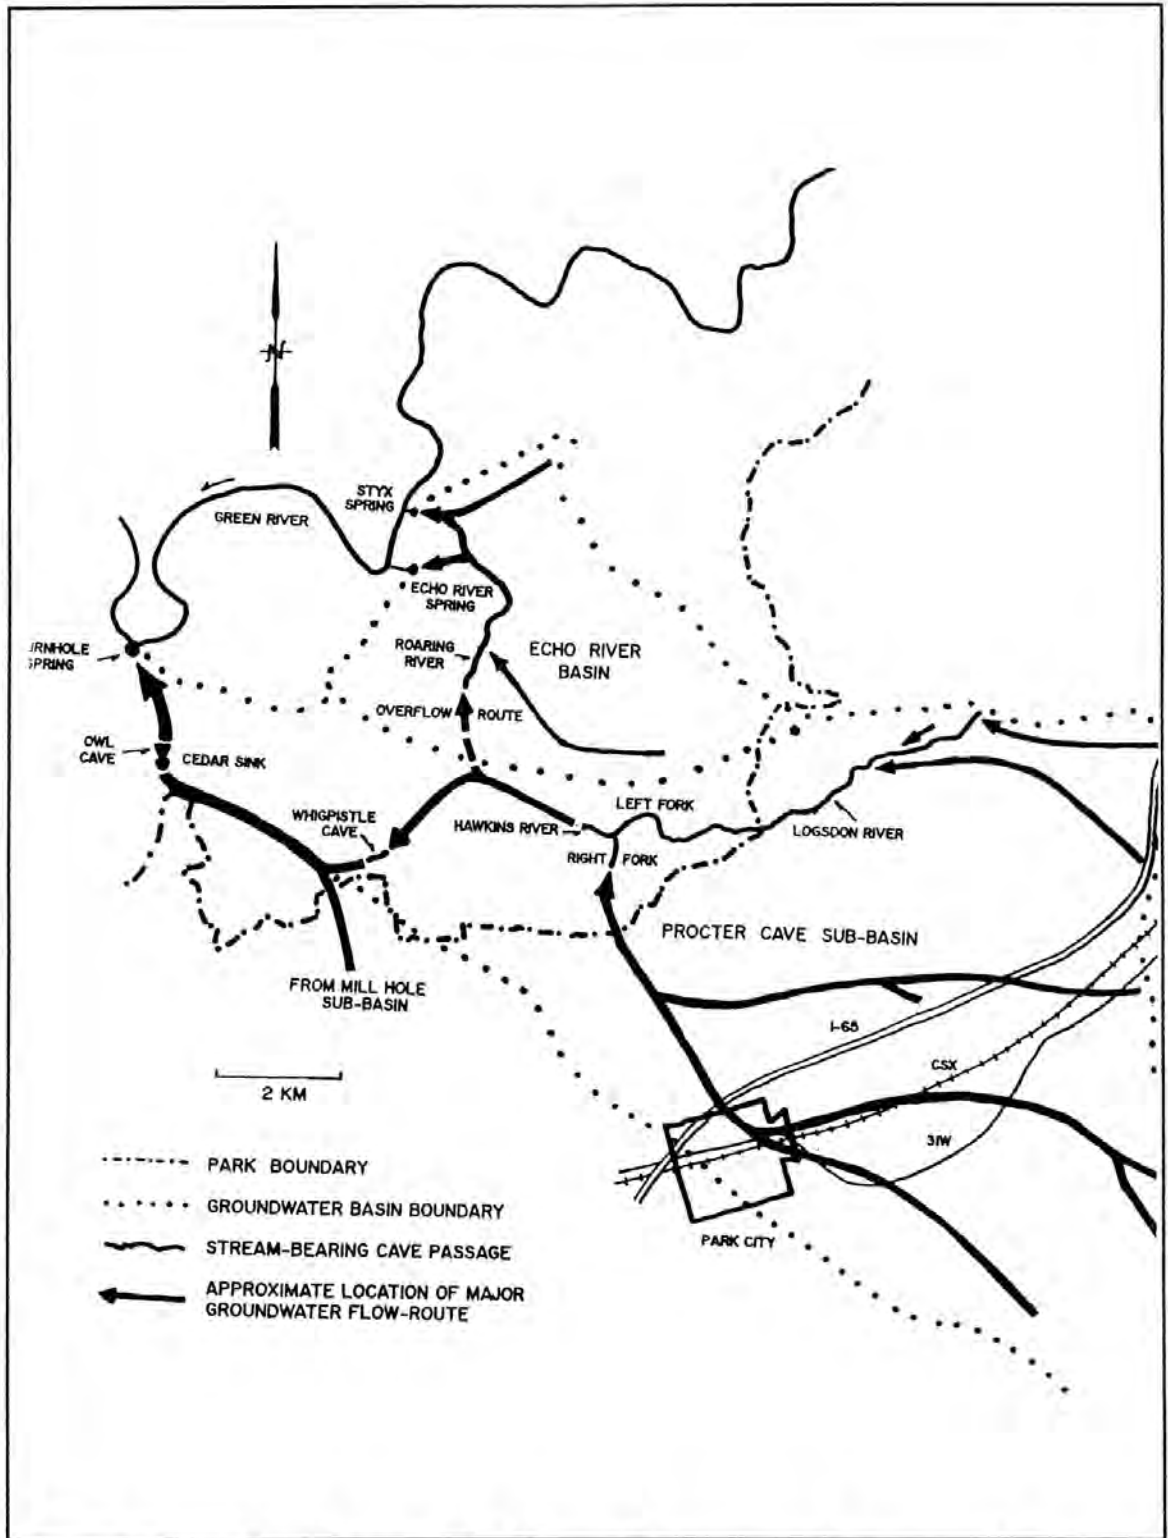 N
STYX
SPRING
GREEN RIVER
ECHO RIVER
SPRING
URNHOLE
SPRING
ROARING
RIVER
ECHO RIVER
BASIN
OVERFLOW ROUTE
OWL
CAVE
CEDAR SINK
WHIGPISTLE
CAVE
HAWKINS RIVER
LEFT FORK
LOGSDON RIVER
RIGHT FORK
PROCTER CAVE SUB-BASIN
FROM MILL HOLE
SUB-BASIN
I-65
CSX
31W
2 KM
PARK CITY
PARK BOUNDARY
GROUNDWATER BASIN BOUNDARY
STREAM-BEARING CAVE PASSAGE
APPROXIMATE LOCATION OF MAJOR
GROUNDWATER FLOW-ROUTE